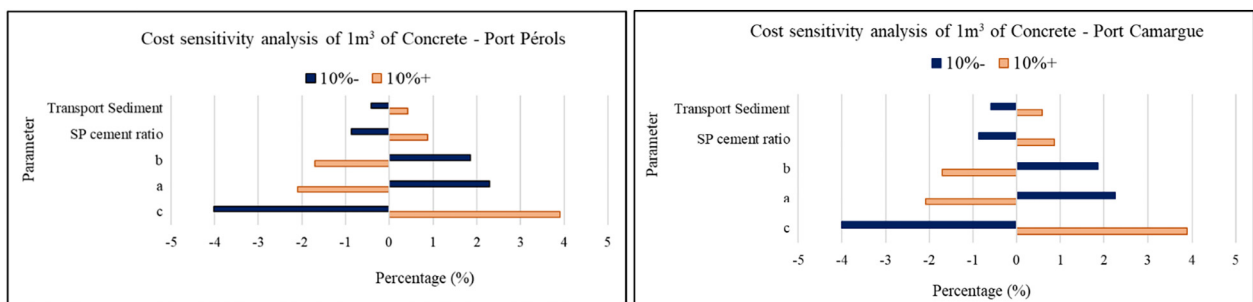 Cost sensitivity analysis of 1m³ of Concrete - Port Pérols
10%- 10%+
Transport Sediment
SP cement ratio
b
a
c
Parameter
-5 -4 -3 -2 -1 0 1 2 3 4 5
Percentage (%)
Cost sensitivity analysis of 1m³ of Concrete - Port Camargue
10%- 10%+
Transport Sediment
SP cement ratio
b
a
c
Parameter
-5 -4 -3 -2 -1 0 1 2 3 4 5
Percentage (%)